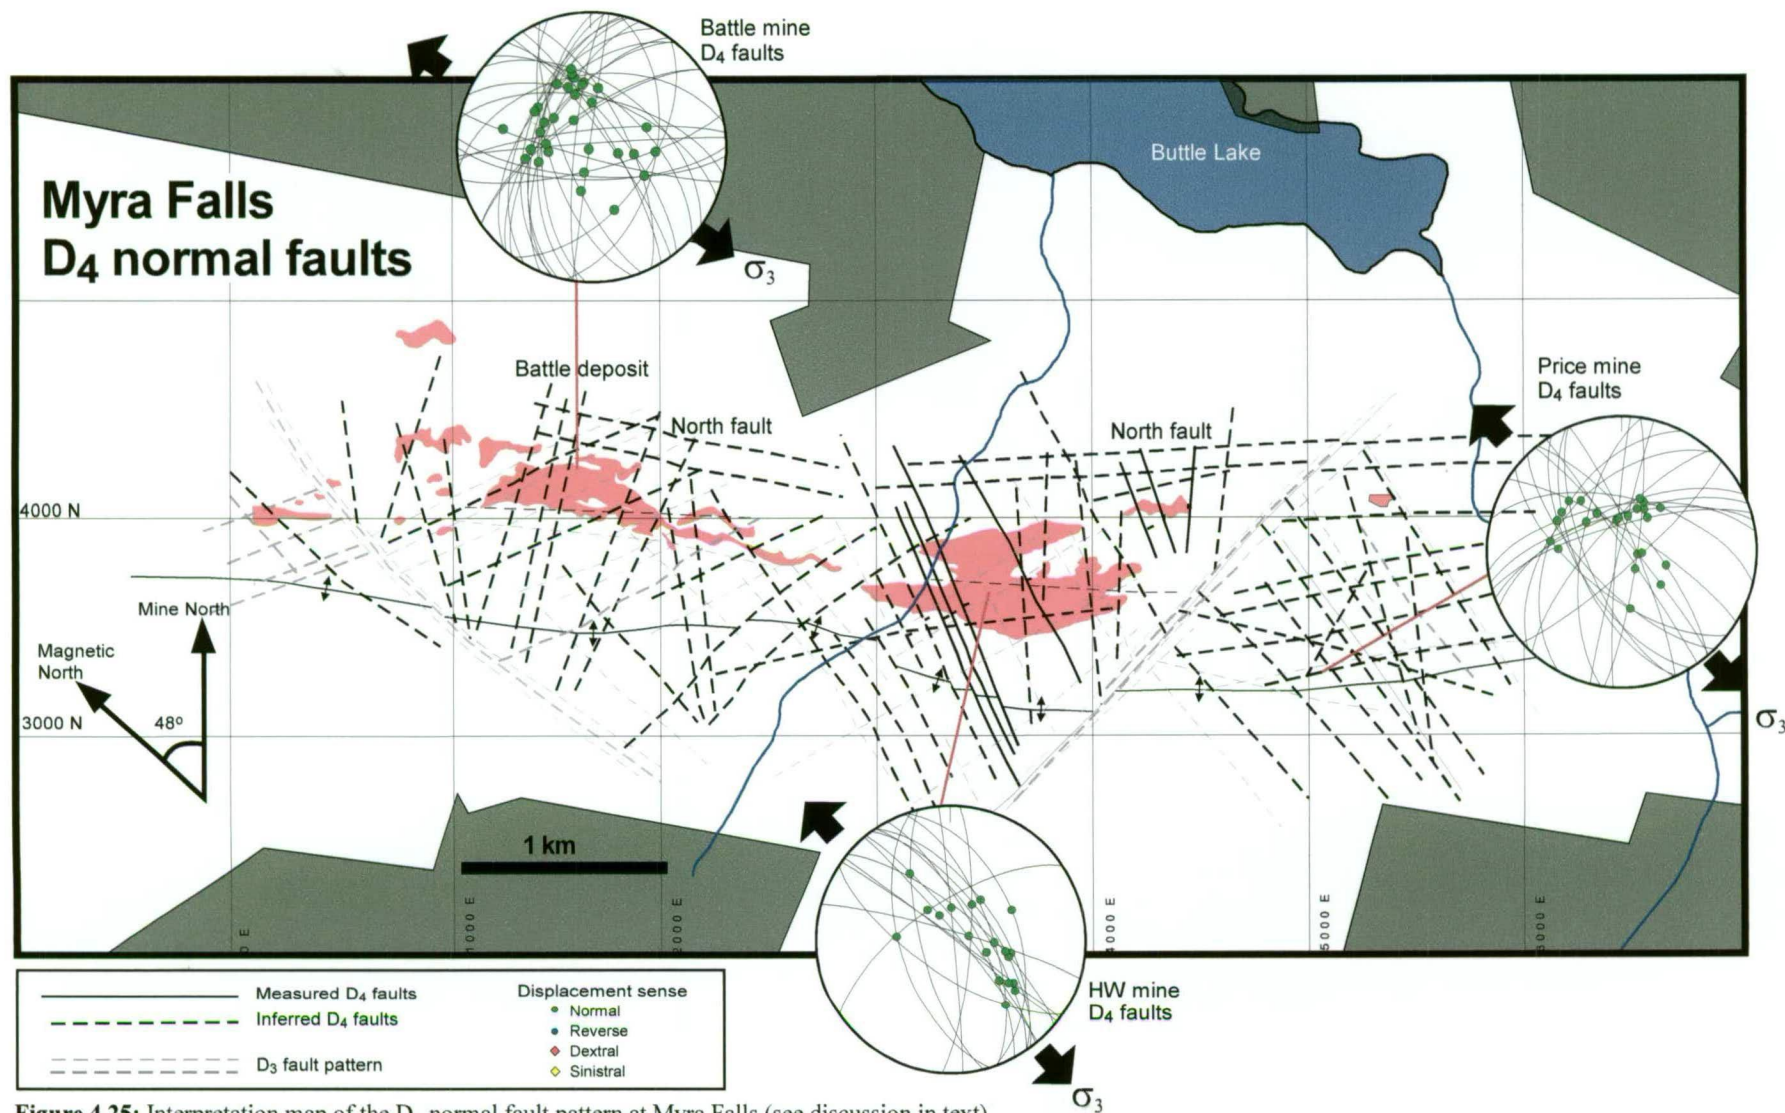 Battle mine
D4 faults
Buttle Lake
Myra Falls
D4 normal faults
σ3
Price mine
D4 faults
Battle deposit
North fault
North fault
4000 N
Mine North
Magnetic
North
48º
3000 N
σ3
1 km
0 E
1000 E
2000 E
4000 E
5000 E
6000 E
HW mine
D4 faults
σ3
Measured D4 faults
Inferred D4 faults
D3 fault pattern
Displacement sense
Normal
Reverse
Dextral
Sinistral
Figure 4.25: Interpretation map of the D4 normal fault pattern at Myra Falls (see discussion in text)